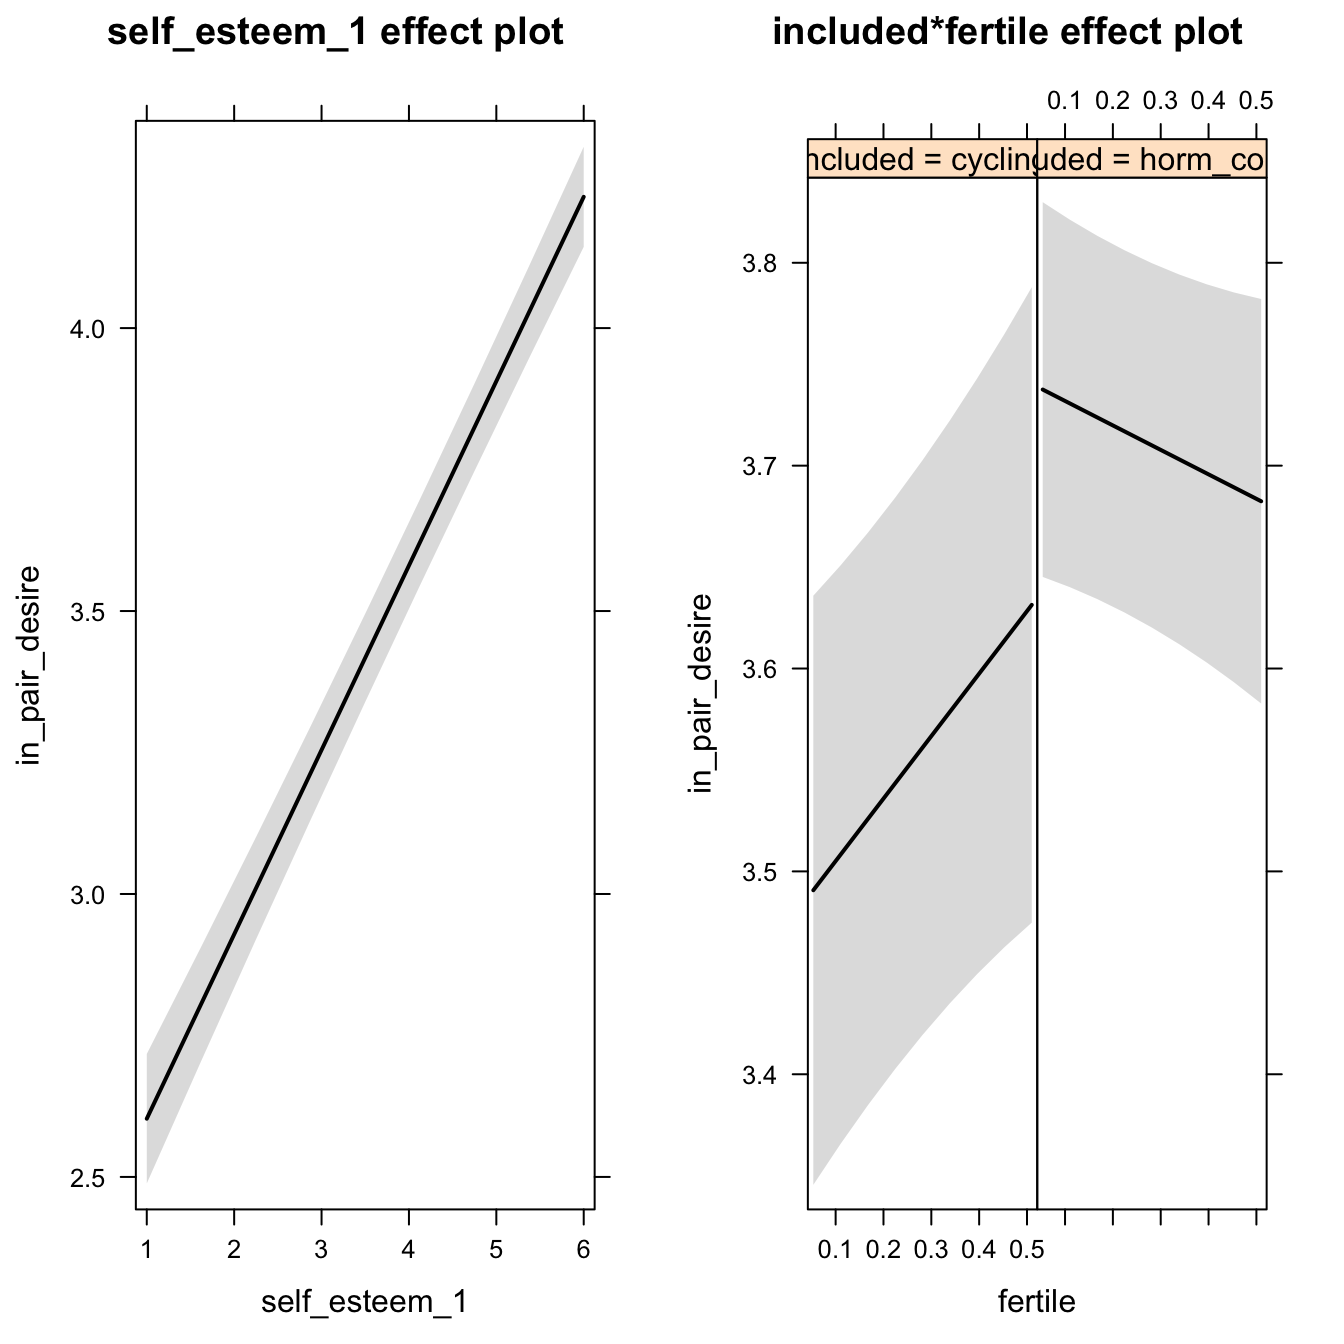 self_esteem_1 effect plot
in_pair_desire
4.0
3.5
3.0
2.5
1 2 3 4 5 6
self_esteem_1
included*fertile effect plot
0.1 0.2 0.3 0.4 0.5
ncluded = cycling
uded = horm_co
in_pair_desire
3.8
3.7
3.6
3.5
3.4
0.1 0.2 0.3 0.4 0.5
fertile